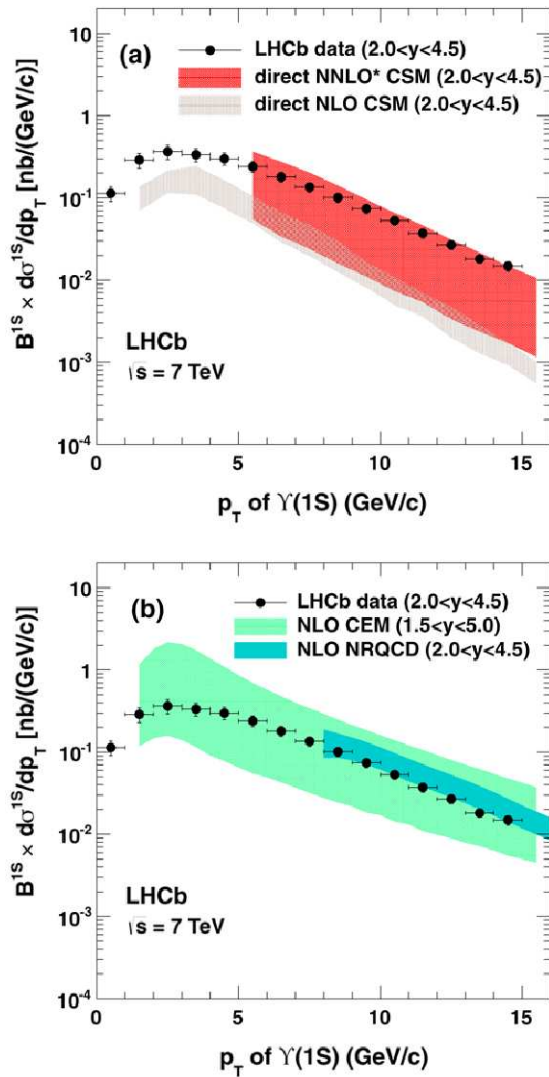 B¹ˢ × dσ¹ˢ/dp_T [nb/(GeV/c)]
10
1
10⁻¹
10⁻²
10⁻³
10⁻⁴
(a)
LHCb data (2.0<y<4.5)
direct NNLO* CSM (2.0<y<4.5)
direct NLO CSM (2.0<y<4.5)
LHCb
√s = 7 TeV
0 5 10 15
p_T of ϒ(1S) (GeV/c)
B¹ˢ × dσ¹ˢ/dp_T [nb/(GeV/c)]
10
1
10⁻¹
10⁻²
10⁻³
10⁻⁴
(b)
LHCb data (2.0<y<4.5)
NLO CEM (1.5<y<5.0)
NLO NRQCD (2.0<y<4.5)
LHCb
√s = 7 TeV
0 5 10 15
p_T of ϒ(1S) (GeV/c)